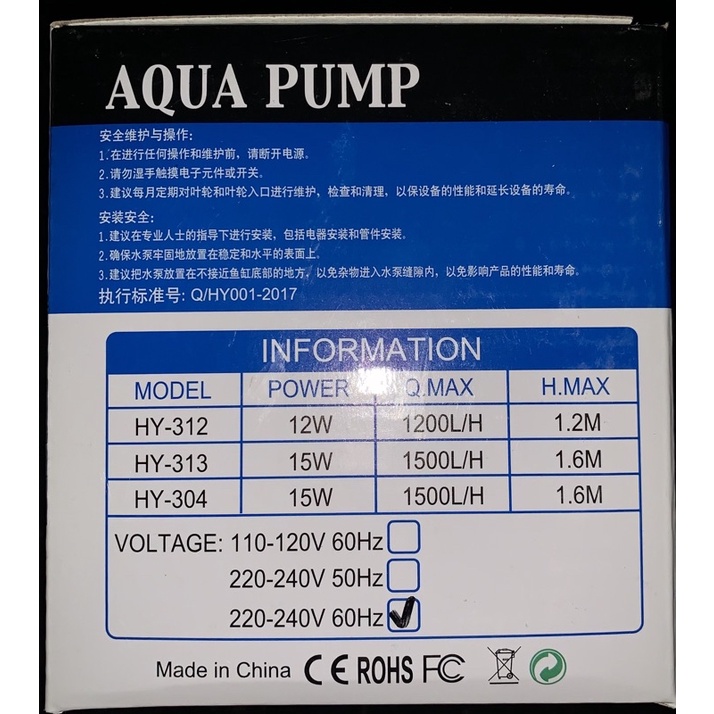 AQUA PUMP
安全维护与操作:
1.在进行任何操作和维护前，请断开电源。
2.请勿湿手触摸电子元件或开关。
3.建议每月定期对叶轮和叶轮入口进行维护，检查和清理，以保设备的性能和延长设备的寿命。
安装安全:
1.建议在专业人士的指导下进行安装，包括电器安装和管件安装。
2.确保水泵牢固地放置在稳定和水平的表面上。
3.建议把水泵放置在不接近鱼缸底部的地方，以免杂物进入水泵缝隙内，以免影响产品的性能和寿命。
执行标准号: Q/HY001-2017
INFORMATION
MODEL POWER Q.MAX H.MAX
HY-312 12W 1200L/H 1.2M
HY-313 15W 1500L/H 1.6M
HY-304 15W 1500L/H 1.6M
VOLTAGE: 110-120V 60Hz
220-240V 50Hz
220-240V 60Hz
Made in China CE ROHS FC